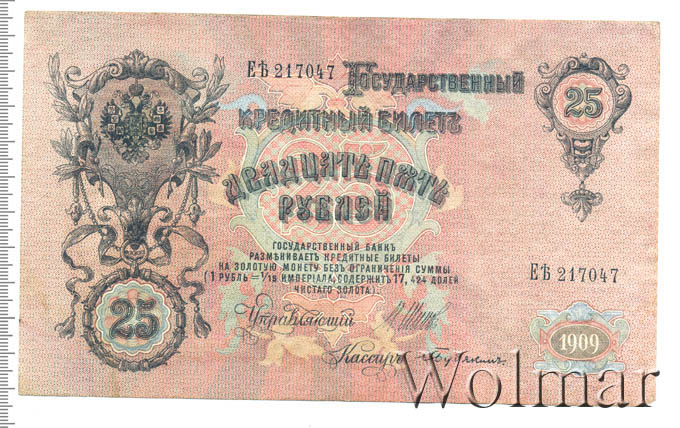 ЕѢ 217047
Государственный
Кредитный Билетъ
Двадцать пять
рублей
25
25
Государственный Банкъ
размѣниваетъ кредитные билеты
на золотую монету безъ ограниченія суммы
(1 рубль = 1/15 имперіала, содержитъ 17,424 долей
чистаго золота).
ЕѢ 217047
25
Управляющій
Кассиръ
1909
Wolmar